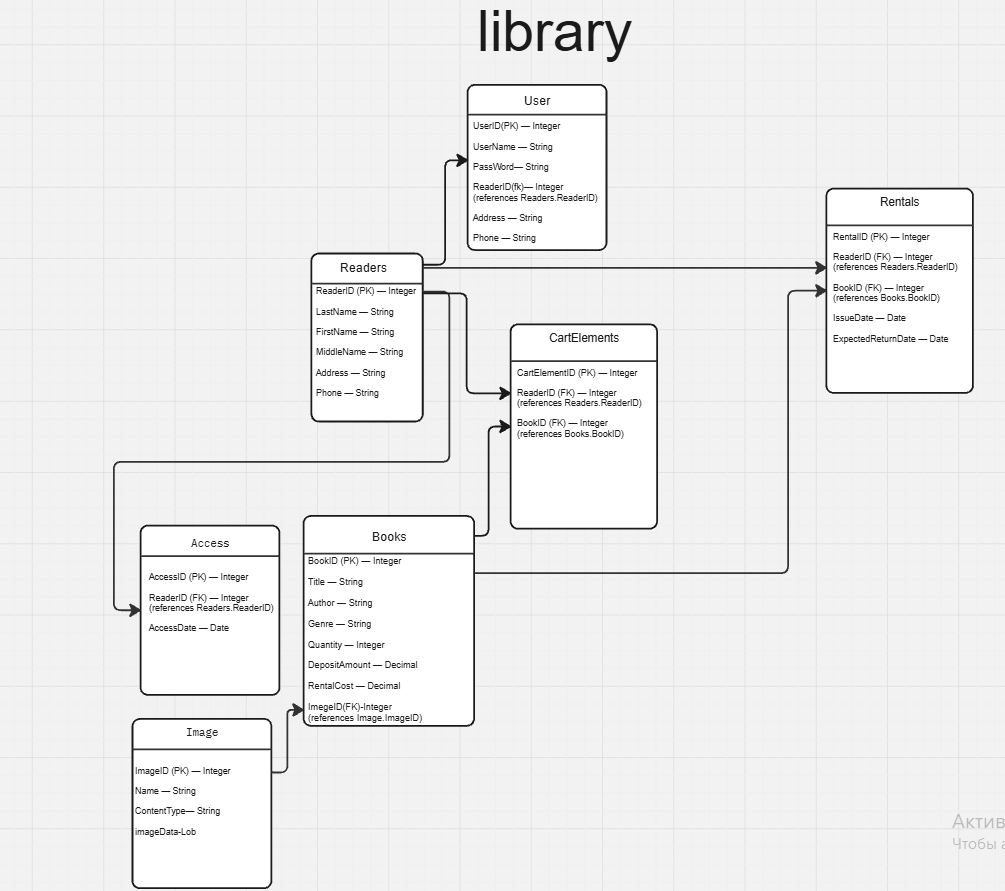 library
User
UserID(PK) — Integer
UserName — String
PassWord— String
ReaderID(fk)— Integer
(references Readers.ReaderID)
Address — String
Phone — String
Rentals
RentalID (PK) — Integer
ReaderID (FK) — Integer
(references Readers.ReaderID)
BookID (FK) — Integer
(references Books.BookID)
IssueDate — Date
ExpectedReturnDate — Date
Readers
ReaderID (PK) — Integer
LastName — String
FirstName — String
MiddleName — String
Address — String
Phone — String
CartElements
CartElementID (PK) — Integer
ReaderID (FK) — Integer
(references Readers.ReaderID)
BookID (FK) — Integer
(references Books.BookID)
Access
AccessID (PK) — Integer
ReaderID (FK) — Integer
(references Readers.ReaderID)
AccessDate — Date
Books
BookID (PK) — Integer
Title — String
Author — String
Genre — String
Quantity — Integer
DepositAmount — Decimal
RentalCost — Decimal
ImegeID(FK)-Integer
(references Image.ImageID)
Image
ImageID (PK) — Integer
Name — String
ContentType— String
imageData-Lob
Актив
Чтобы а